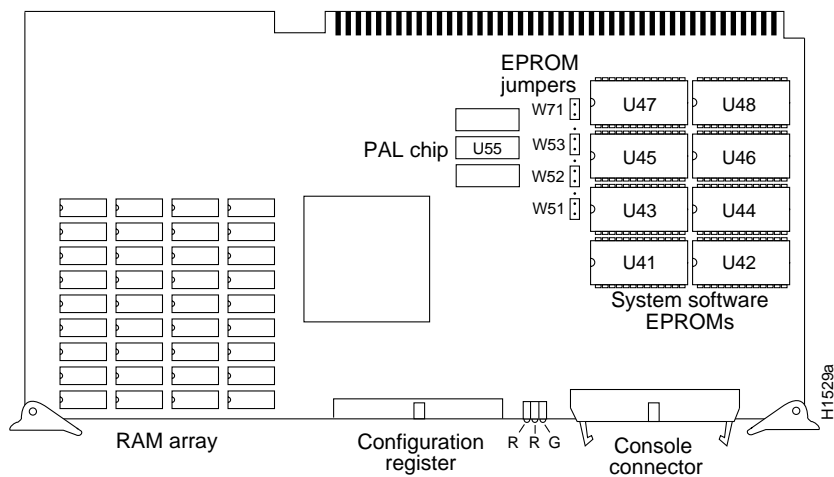 EPROM
jumpers
W71
U47
U48
PAL chip
U55
W53
U45
U46
W52
W51
U43
U44
U41
U42
System software
EPROMs
H1529a
RAM array
Configuration
register
R R G
Console
connector